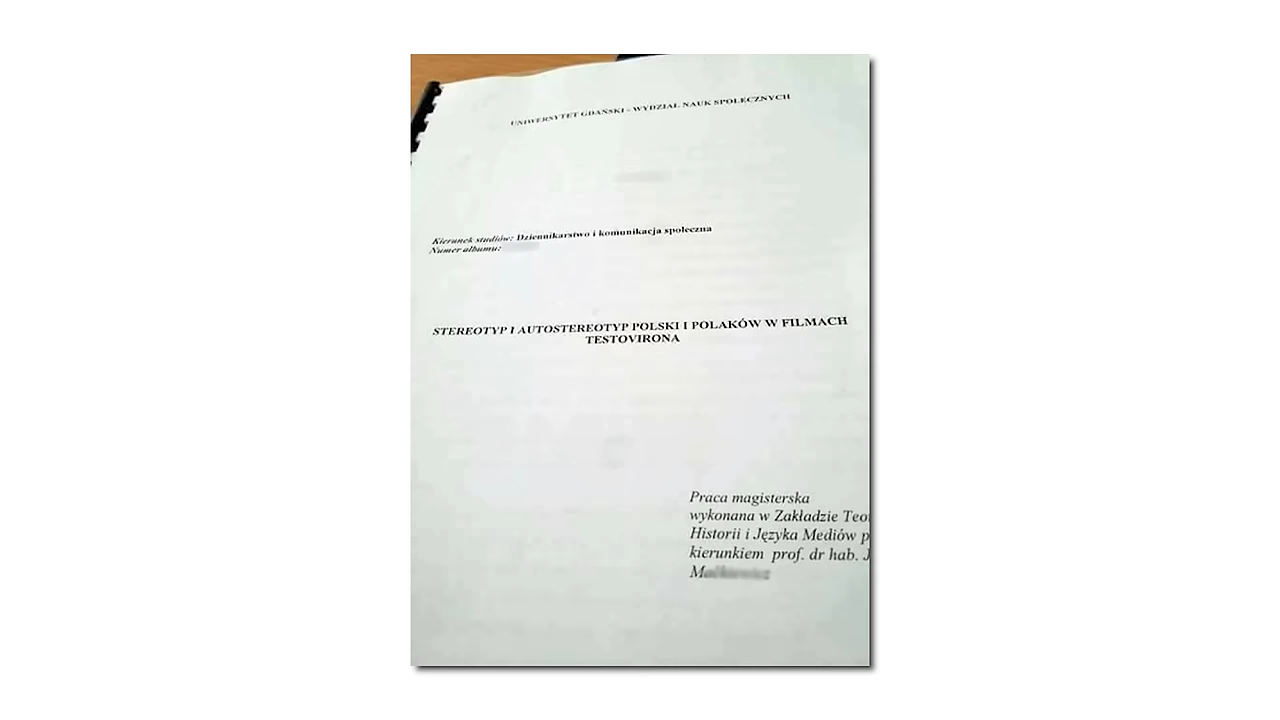 UNIWERSYTET GDAŃSKI – WYDZIAŁ NAUK SPOŁECZNYCH
Kierunek studiów: Dziennikarstwo i komunikacja społeczna
Numer albumu:
STEREOTYP I AUTOSTEREOTYP POLSKI I POLAKÓW W FILMACH
TESTOVIRONA
Praca magisterska
wykonana w Zakładzie Teo
Historii i Języka Mediów p
kierunkiem prof. dr hab. J